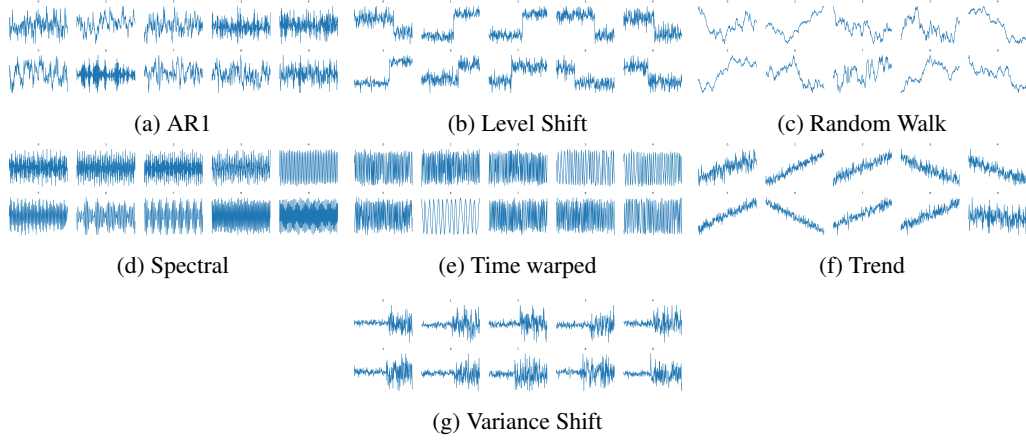 (a) AR1
(b) Level Shift
(c) Random Walk
(d) Spectral
(e) Time warped
(f) Trend
(g) Variance Shift